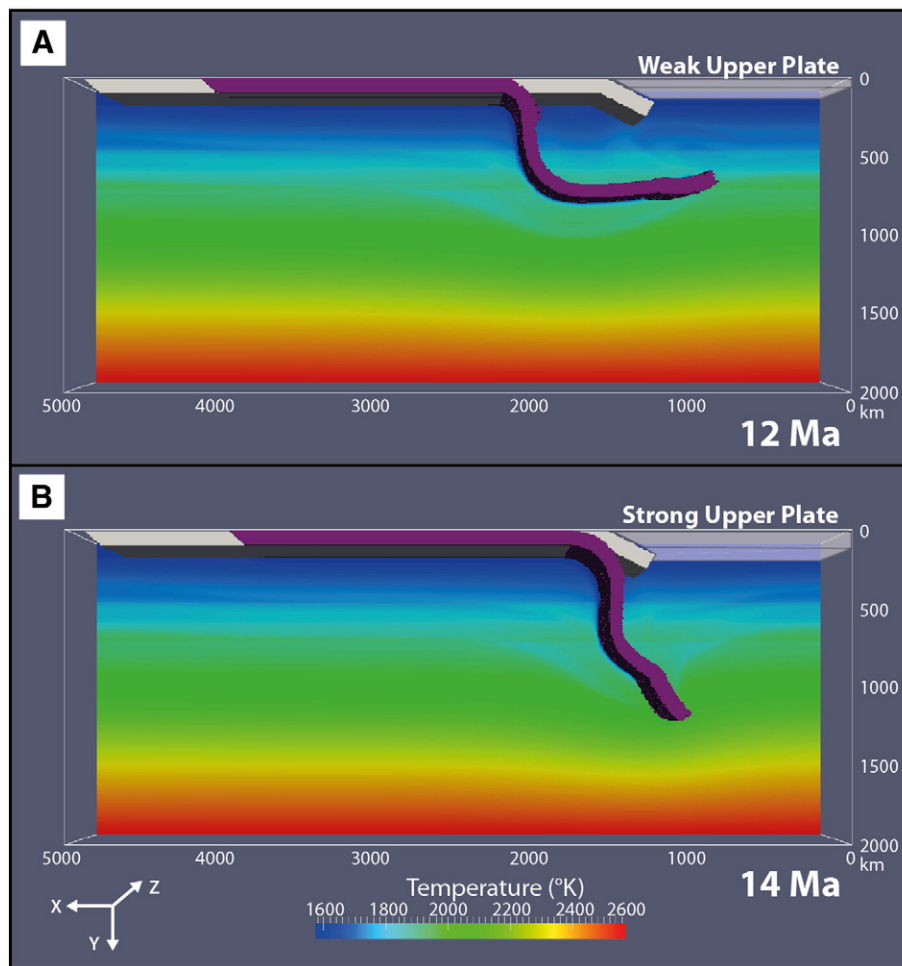 A
Weak Upper Plate
0
500
1000
1500
2000
5000 4000 3000 2000 1000 0 km
12 Ma
B
Strong Upper Plate
0
500
1000
1500
2000
5000 4000 3000 2000 1000 0 km
14 Ma
X Z
Y
Temperature (°K)
1600 1800 2000 2200 2400 2600